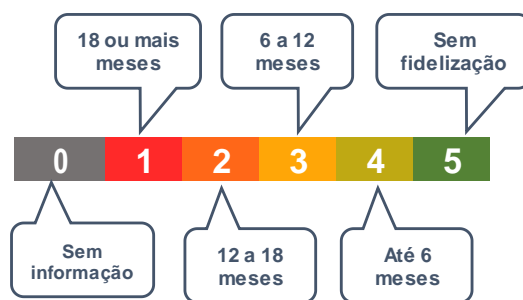 18 ou mais
meses
6 a 12
meses
Sem
fidelização
0 1 2 3 4 5
Sem
informação
12 a 18
meses
Até 6
meses